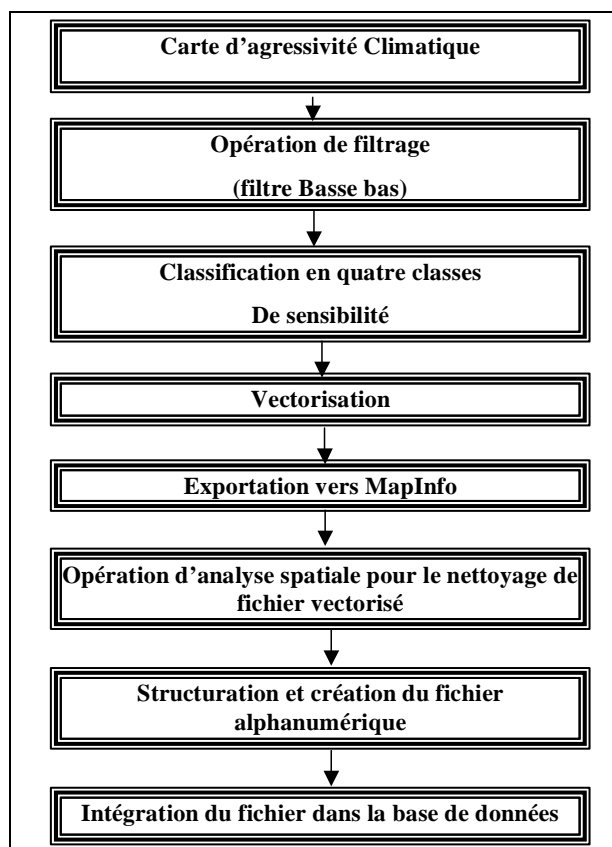 Carte d'agressivité Climatique
Opération de filtrage
(filtre Basse bas)
Classification en quatre classes
De sensibilité
Vectorisation
Exportation vers MapInfo
Opération d'analyse spatiale pour le nettoyage de
fichier vectorisé
Structuration et création du fichier
alphanumérique
Intégration du fichier dans la base de données